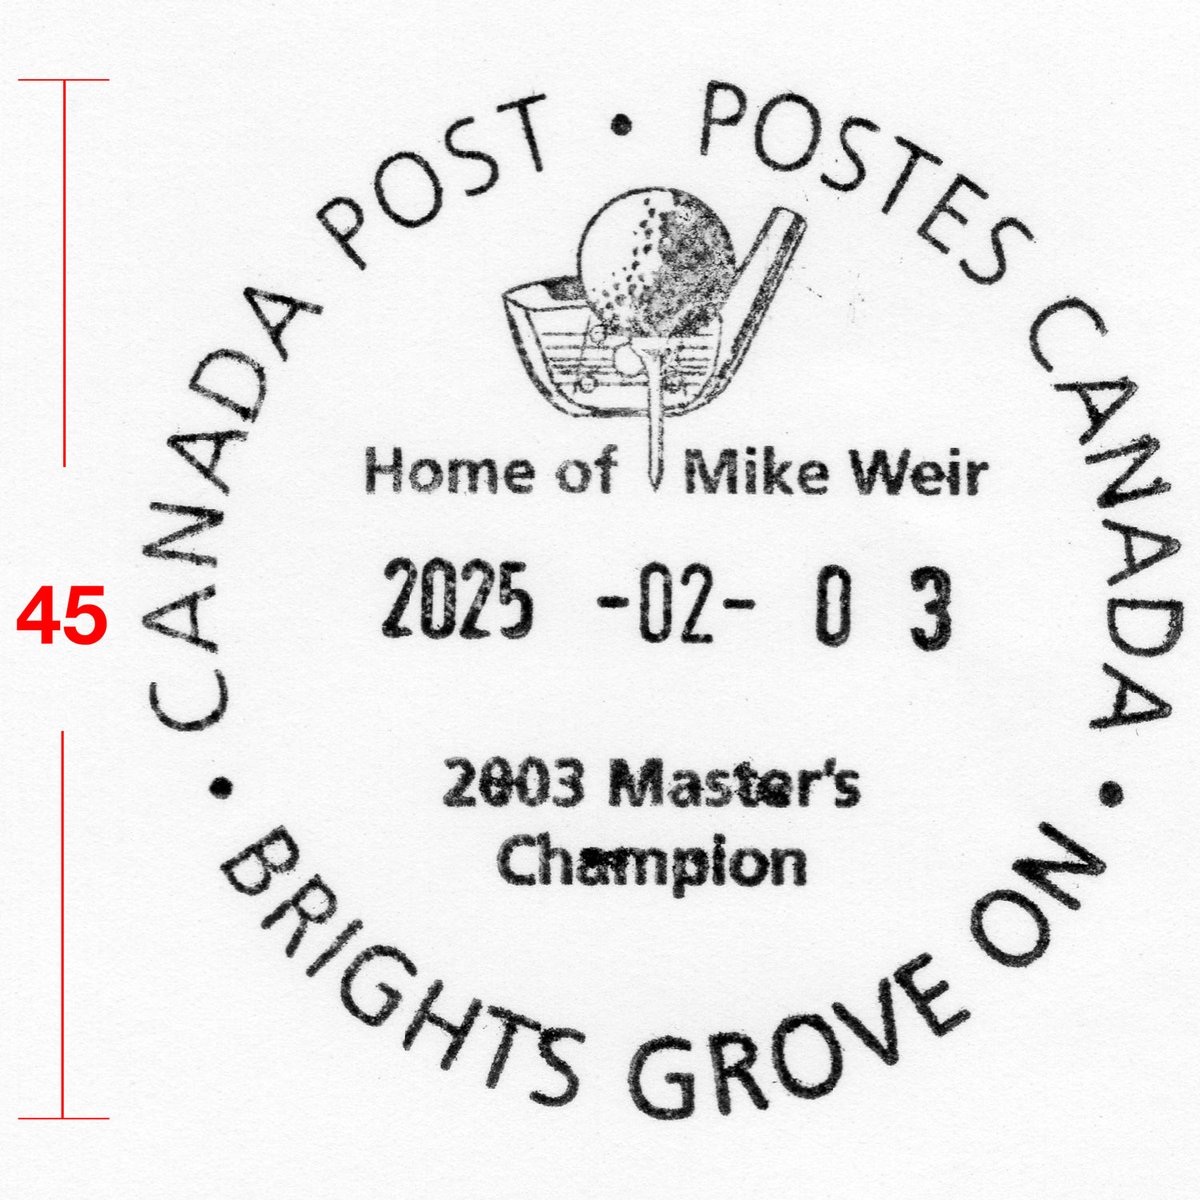 CANADA POST • POSTES CANADA
Home of Mike Weir
2025 -02- 0 3
2003 Master's
Champion
• BRIGHTS GROVE ON •
45